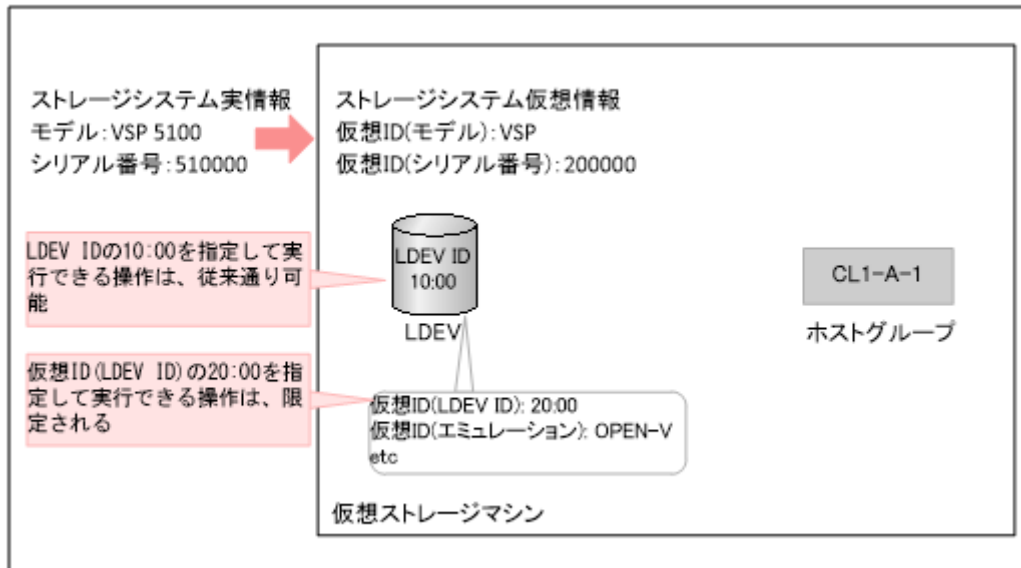 ストレージシステム実情報
モデル:VSP 5100
シリアル番号:510000
ストレージシステム仮想情報
仮想ID(モデル):VSP
仮想ID(シリアル番号):200000
LDEV IDの10:00を指定して実
行できる操作は、従来通り可
能
LDEV ID
10:00
LDEV
CL1-A-1
ホストグループ
仮想ID(LDEV ID)の20:00を指
定して実行できる操作は、限
定される
仮想ID(LDEV ID): 20:00
仮想ID(エミュレーション): OPEN-V
etc
仮想ストレージマシン